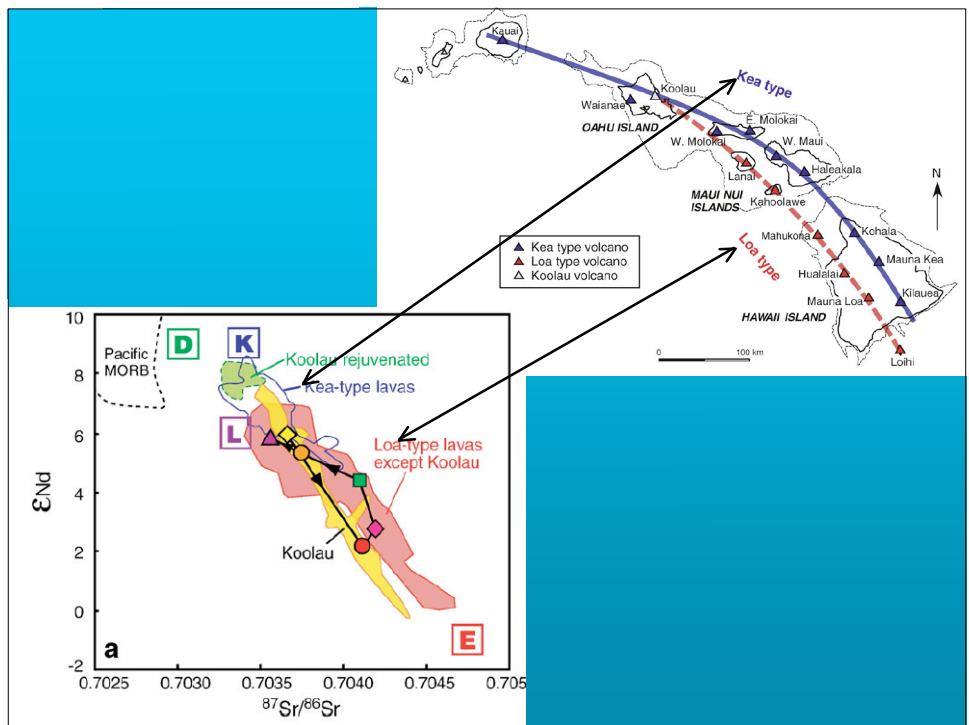 Kauai
Koolau
Kea type
Waianae
OAHU ISLAND
E. Molokai
W. Molokai
W. Maui
Lanai
Haleakala
MAUI NUI
ISLANDS
Kahoolawe
N
Mahukona
Kohala
Loa type
Kea type volcano
Loa type volcano
Koolau volcano
Mauna Kea
Hualalai
Kilauea
Mauna Loa
HAWAII ISLAND
Loihi
0 100 km
10
8
6
4
2
0
-2
εNd
Pacific
MORB
D
K
Koolau rejuvenated
Kea-type lavas
L
Loa-type lavas
except Koolau
Koolau
E
a
0.7025 0.703 0.7035 0.704 0.7045 0.705
87Sr/86Sr